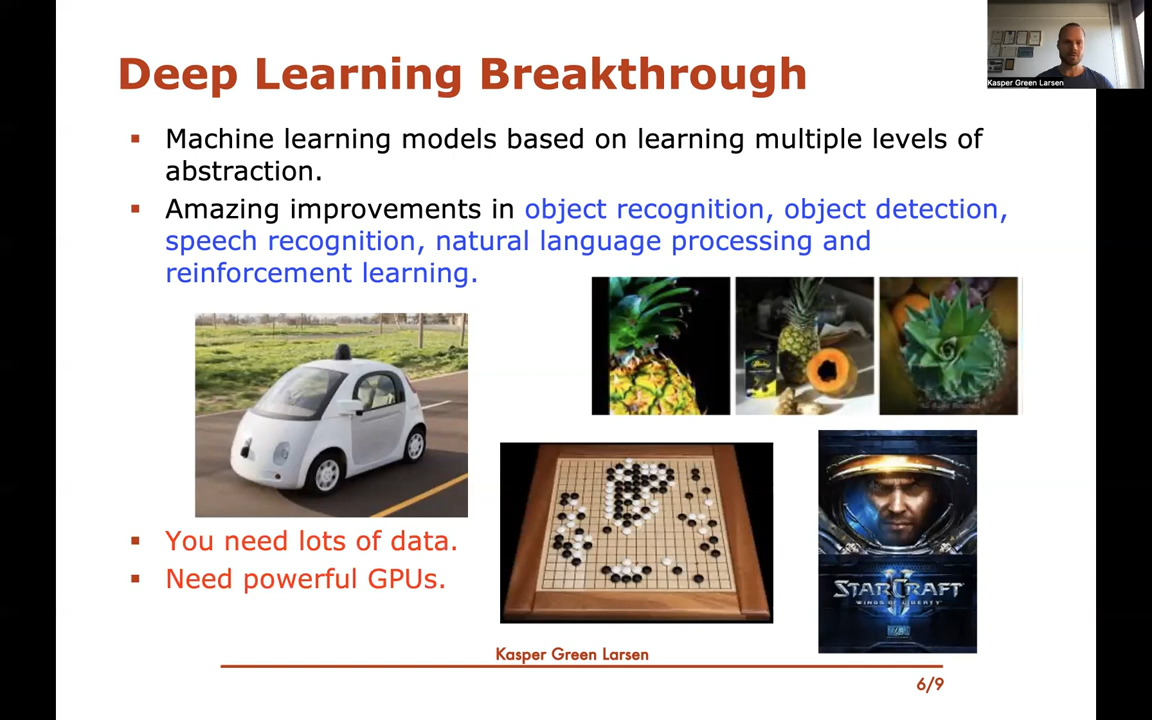 Deep Learning Breakthrough
Kasper Green Larsen
Machine learning models based on learning multiple levels of
abstraction.
Amazing improvements in object recognition, object detection,
speech recognition, natural language processing and
reinforcement learning.
You need lots of data.
Need powerful GPUs.
STARCRAFT
II
WINGS OF LIBERTY
Kasper Green Larsen
6/9